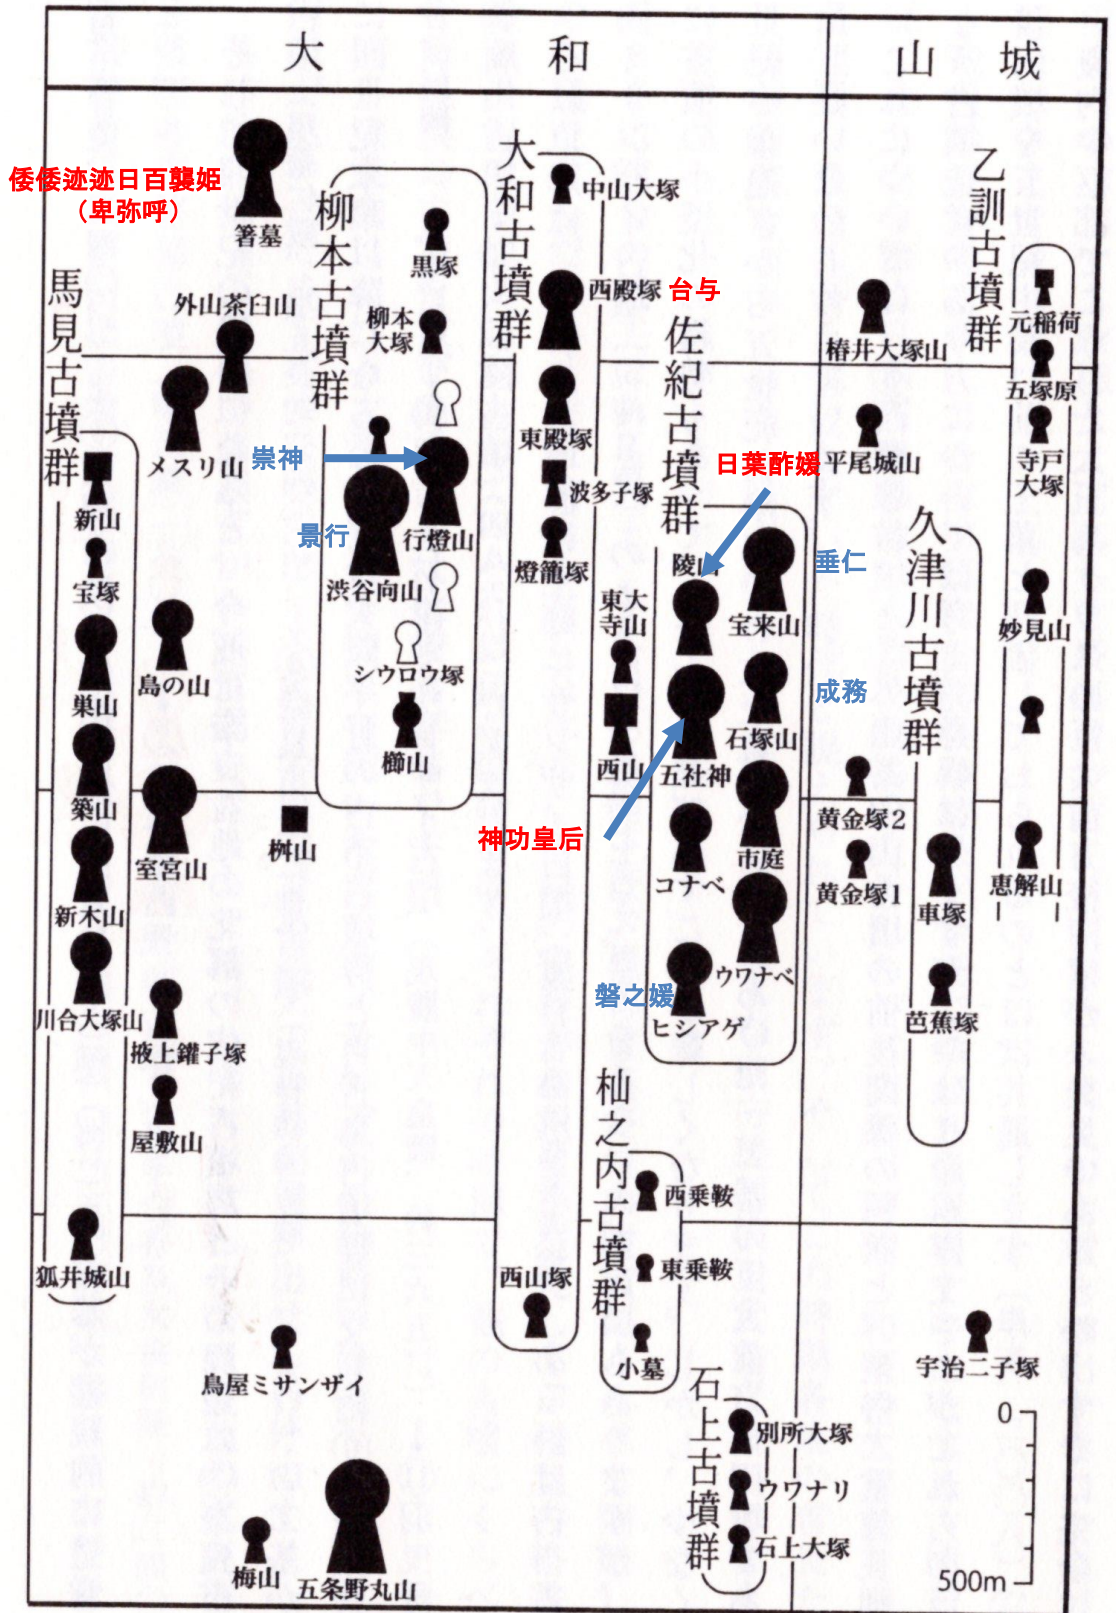 大和
山城
倭倭迹迹日百襲姫
（卑弥呼）
箸墓
柳本古墳群
黒塚
柳本
大塚
行燈山
渋谷向山
シウロウ塚
櫛山
崇神
景行
大和古墳群
中山大塚
西殿塚
台与
東殿塚
波多子塚
燈籠塚
西山塚
馬見古墳群
新山
宝塚
巣山
築山
新木山
川合大塚山
狐井城山
外山茶臼山
メスリ山
島の山
室宮山
桝山
掖上鑵子塚
屋敷山
鳥屋ミサンザイ
梅山
五条野丸山
佐紀古墳群
日葉酢媛
陵山
宝来山
垂仁
東大
寺山
石塚山
成務
西山
五社神
神功皇后
市庭
コナベ
ウワナベ
磐之媛
ヒシアゲ
杣之内古墳群
西乗鞍
東乗鞍
小墓
石上古墳群
別所大塚
ウワナリ
石上大塚
乙訓古墳群
元稲荷
五塚原
寺戸
大塚
妙見山
恵解山
椿井大塚山
平尾城山
久津川古墳群
黄金塚2
黄金塚1
車塚
芭蕉塚
宇治二子塚
0
500m